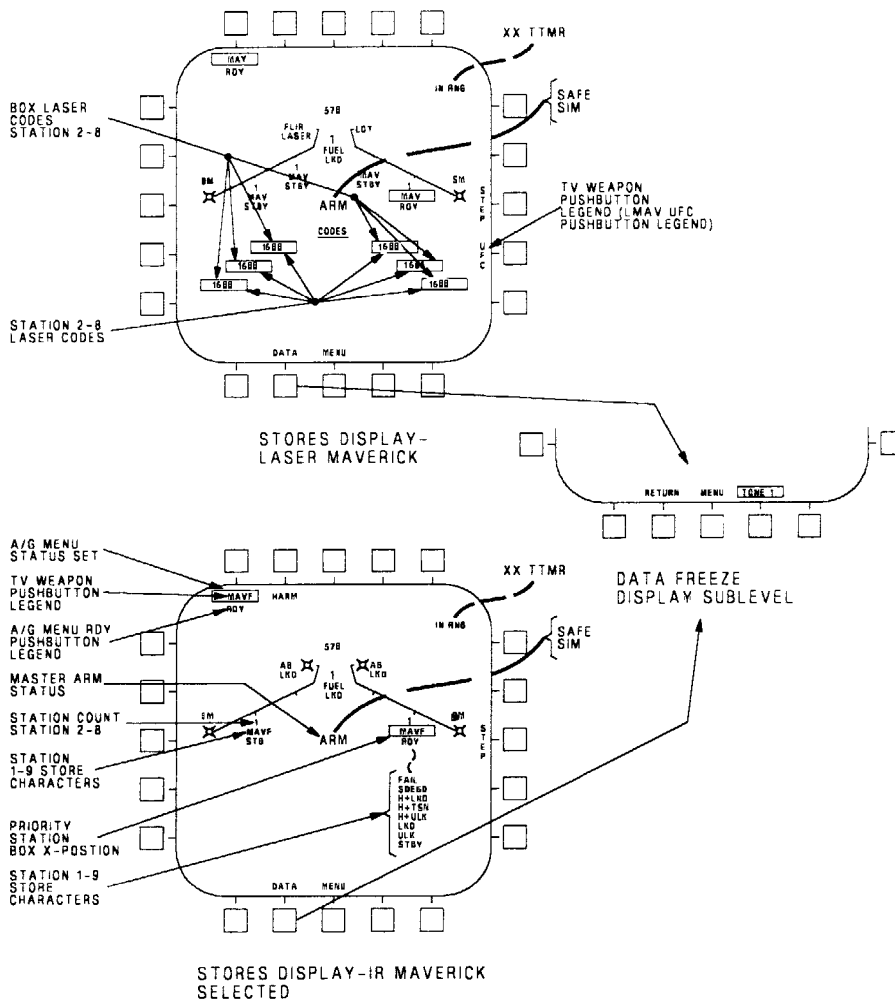 XX TTMR
MAV
RDY
IN RNG
SAFE
SIM
BOX LASER
CODES
STATION 2-8
578
FLIR
LASER
LDT
1
FUEL
LKD
1
MAV
STBY
MAV
STBY
SM
1
MAV
STBY
ARM
MAV
RDY
SM
STEP
TV WEAPON
PUSHBUTTON
LEGEND (LMAV UFC
PUSHBUTTON LEGEND)
CODES
UFC
1688
1688
1688
1688
1688
1688
STATION 2-8
LASER CODES
DATA MENU
STORES DISPLAY-
LASER MAVERICK
RETURN MENU TONE 1
DATA FREEZE
DISPLAY SUBLEVEL
A/G MENU
STATUS SET
TV WEAPON
PUSHBUTTON
LEGEND
A/G MENU RDY
PUSHBUTTON
LEGEND
MASTER ARM
STATUS
STATION COUNT
STATION 2-8
STATION
1-9 STORE
CHARACTERS
PRIORITY
STATION
BOX X-POSTION
STATION 1-9
STORE
CHARACTERS
XX TTMR
MAVF HARM
RDY
IN RNG
SAFE
SIM
578
AB
LKD
AB
LKD
1
FUEL
LKD
SM
1
MAVF
STB
ARM
1
MAVF
RDY
SM
STEP
FAIL
H+LKD
H+TSN
H+ULK
LKD
ULK
STBY
DATA MENU
STORES DISPLAY-IR MAVERICK
SELECTED